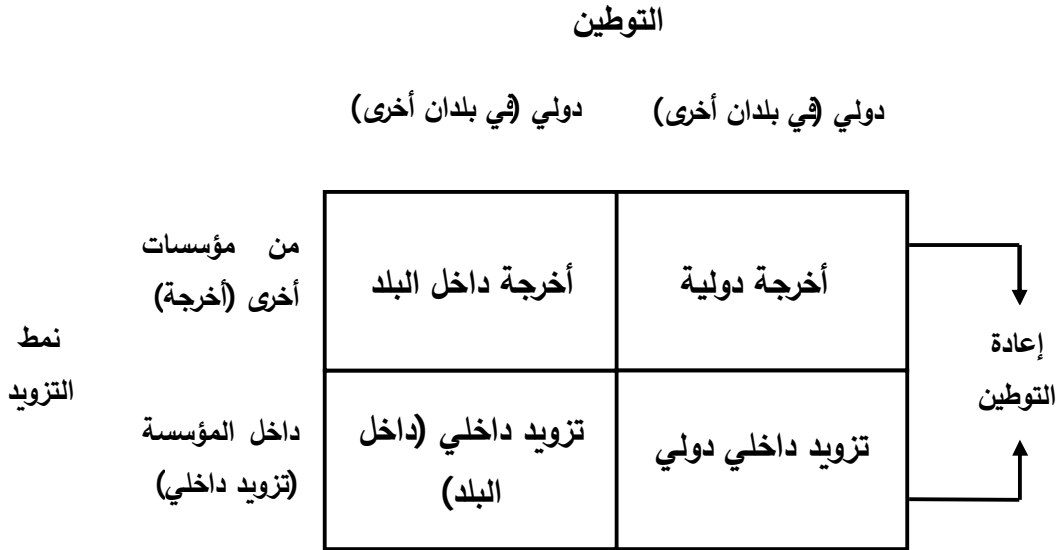 التوطين
دولي (في بلدان أخرى)
دولي (في بلدان أخرى)
من مؤسسات
أخرى (أخرجة)
أخرجة دولية
أخرجة داخل البلد
إعادة
التوطين
نمط
التزويد
داخل المؤسسة
(تزويد داخلي)
تزويد داخلي دولي
تزويد داخلي (داخل
البلد)